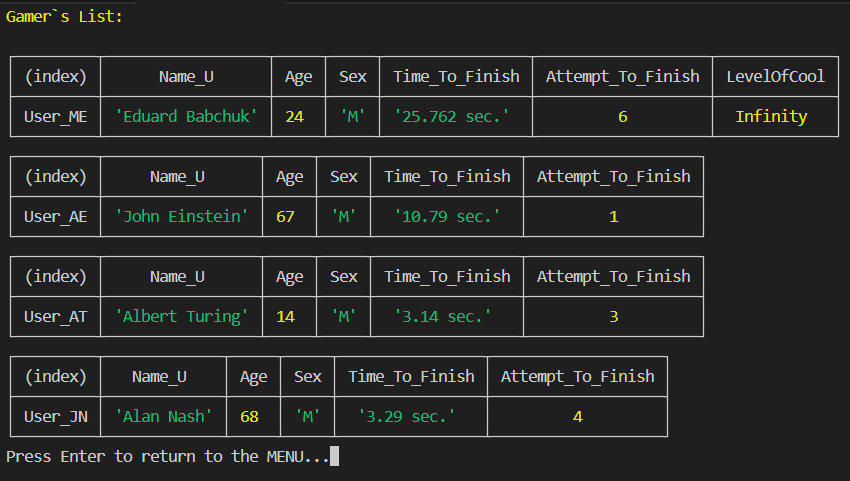 Gamer`s List:
(index) Name_U Age Sex Time_To_Finish Attempt_To_Finish LevelOfCool
User_ME 'Eduard Babchuk' 24 'M' '25.762 sec.' 6 Infinity
(index) Name_U Age Sex Time_To_Finish Attempt_To_Finish
User_AE 'John Einstein' 67 'M' '10.79 sec.' 1
(index) Name_U Age Sex Time_To_Finish Attempt_To_Finish
User_AT 'Albert Turing' 14 'M' '3.14 sec.' 3
(index) Name_U Age Sex Time_To_Finish Attempt_To_Finish
User_JN 'Alan Nash' 68 'M' '3.29 sec.' 4
Press Enter to return to the MENU...